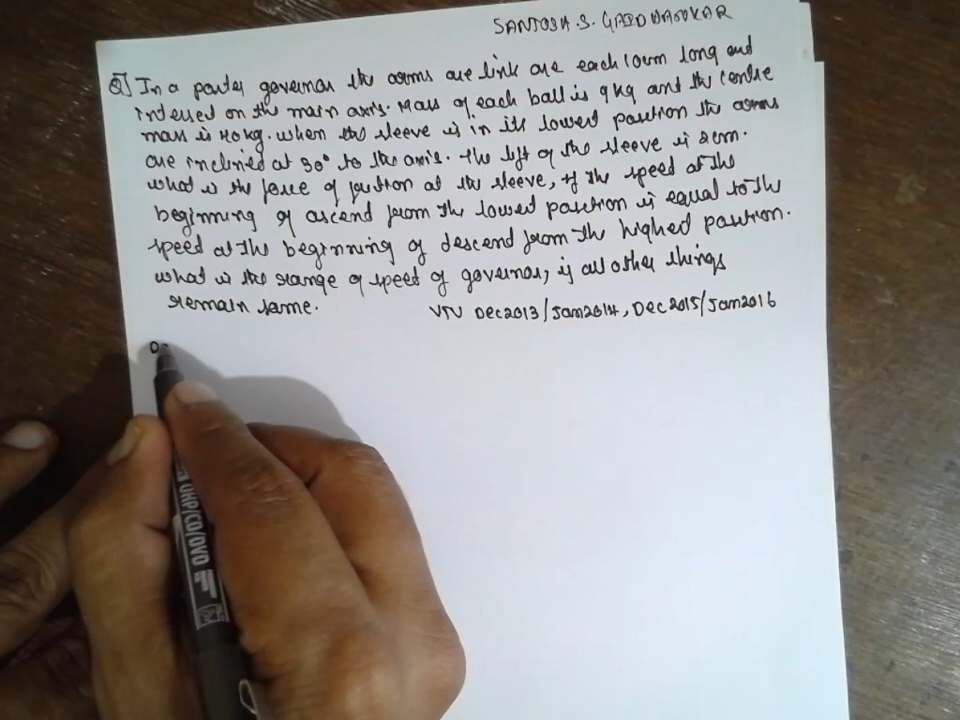 SANTOSH.S. GAIDHANKAR
Q] In a porter governor the arms are link are each 10cm long and
intersect on the main axis. Mass of each ball is 9kg and the centre
mass is 40kg. when the sleeve is in its lowest position the arms
are inclined at 30° to the axis. The lift of the sleeve is 2cm.
what is the force of friction at the sleeve, if the speed at the
beginning of ascend from the lowest position is equal to the
speed at the beginning of descend from the highest position.
what is the range of speed of governor, if all other things
remain same.
VTU Dec2013/Jan2014, Dec2015/Jan2016
UHP/CD/DVD